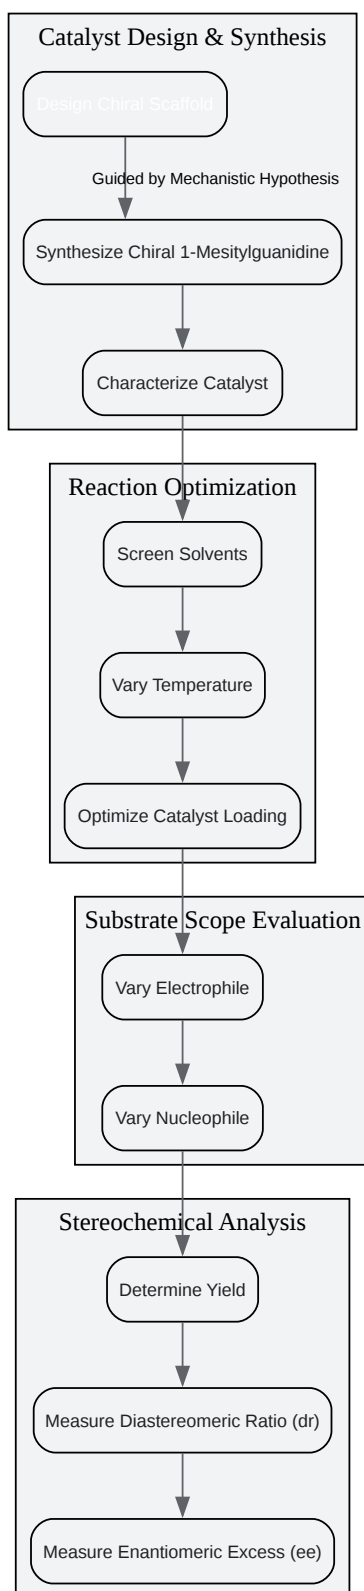 Catalyst Design & Synthesis
Design Chiral Scaffold
Guided by Mechanistic Hypothesis
Synthesize Chiral 1-Mesitylguanidine
Characterize Catalyst
Reaction Optimization
Screen Solvents
Vary Temperature
Optimize Catalyst Loading
Substrate Scope Evaluation
Vary Electrophile
Vary Nucleophile
Stereochemical Analysis
Determine Yield
Measure Diastereomeric Ratio (dr)
Measure Enantiomeric Excess (ee)